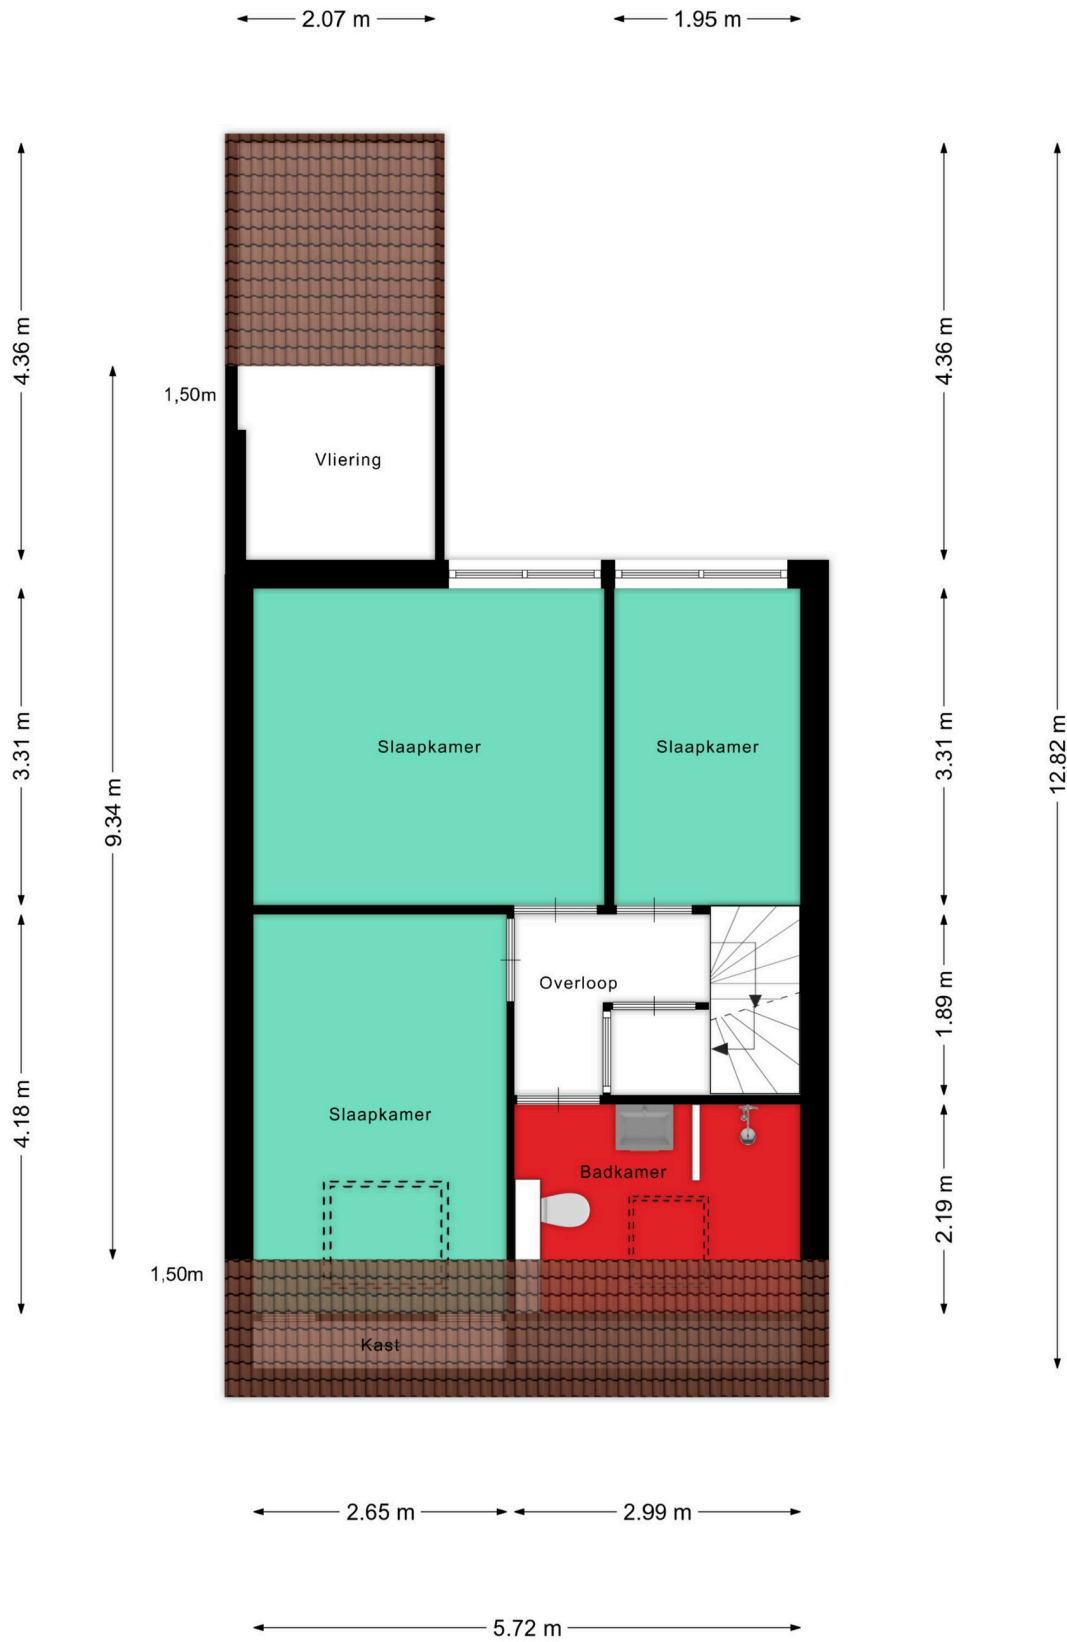 2.07 m
1.95 m
4.36 m
4.36 m
1,50m
Vliering
3.31 m
Slaapkamer
Slaapkamer
3.31 m
12.82 m
9.34 m
Overloop
1.89 m
4.18 m
Slaapkamer
Badkamer
2.19 m
1,50m
Kast
2.65 m
2.99 m
5.72 m